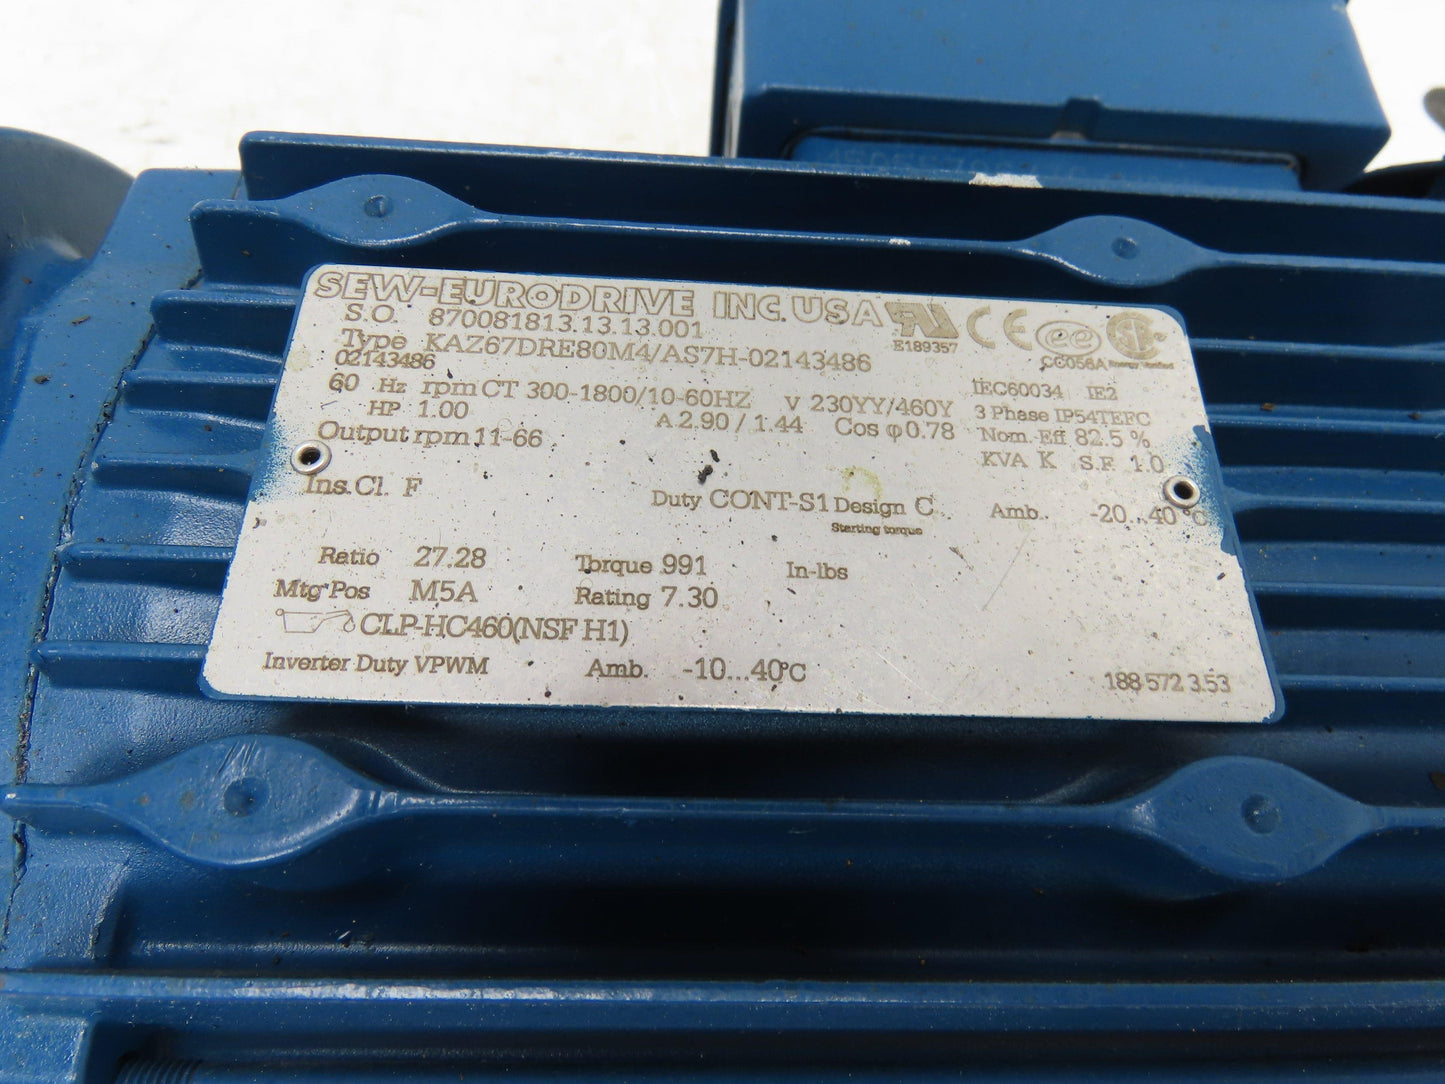 SEW-EURODRIVE INC. USA
E189357
CE
ee
CC056A
Energy Verified
S.O. 870081813.13.13.001
Type KAZ67DRE80M4/AS7H-02143486
02143486
60 Hz rpm CT 300-1800/10-60HZ V 230YY/460Y IEC60034 IE2
HP 1.00 A 2.90 / 1.44 Cos φ 0.78 3 Phase IP54TEFC
Output rpm 11-66 Nom. Eff 82.5 %
KVA K S.F. 1.0
Ins. Cl. F Duty CONT-S1 Design C Amb. -20...40°C
Starting torque
Ratio 27.28 Torque 991 In-lbs
Mtg Pos M5A Rating 7.30
CLP-HC460(NSF H1)
Inverter Duty VPWM Amb. -10...40°C 188 572 3.53